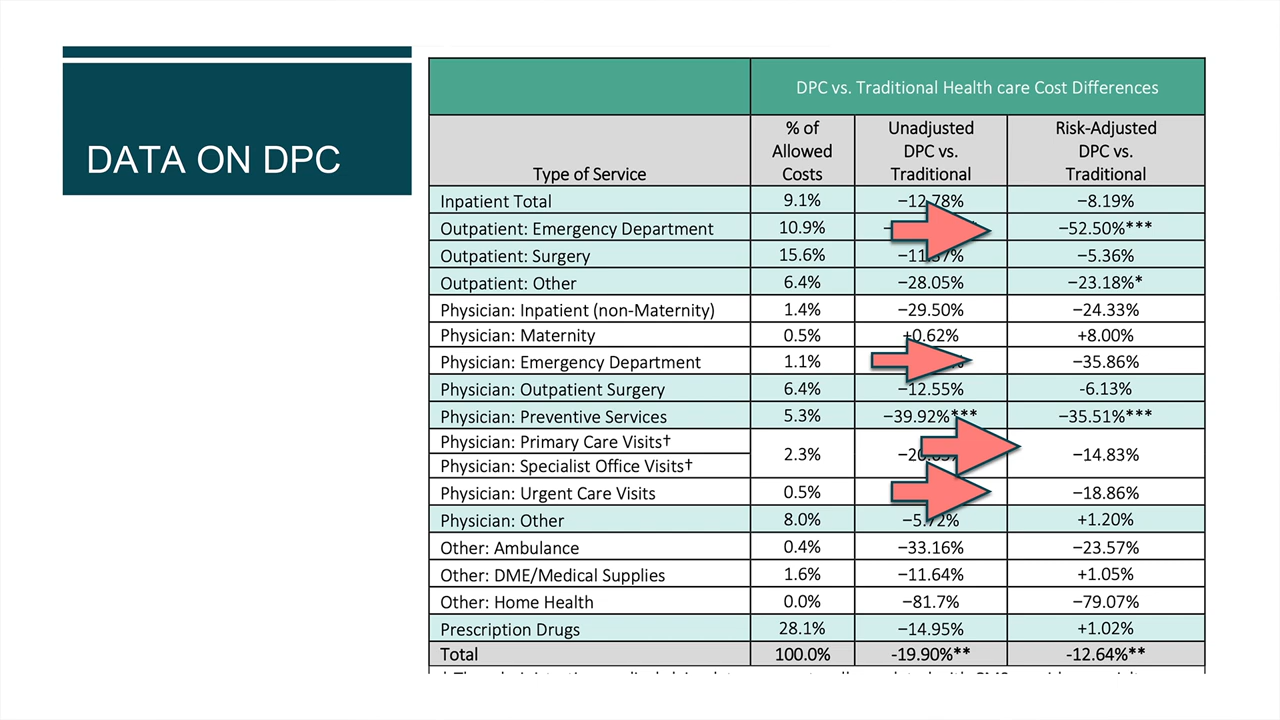 DATA ON DPC
DPC vs. Traditional Health care Cost Differences
Type of Service % of Allowed Costs Unadjusted DPC vs. Traditional Risk-Adjusted DPC vs. Traditional
Inpatient Total 9.1% −12.78% −8.19%
Outpatient: Emergency Department 10.9% −52.50%***
Outpatient: Surgery 15.6% −5.36%
Outpatient: Other 6.4% −28.05% −23.18%*
Physician: Inpatient (non-Maternity) 1.4% −29.50% −24.33%
Physician: Maternity 0.5% +0.62% +8.00%
Physician: Emergency Department 1.1% −35.86%
Physician: Outpatient Surgery 6.4% −12.55% -6.13%
Physician: Preventive Services 5.3% −39.92%*** −35.51%***
Physician: Primary Care Visits†
2.3% −14.83%
Physician: Specialist Office Visits†
Physician: Urgent Care Visits 0.5% −18.86%
Physician: Other 8.0% −5.72% +1.20%
Other: Ambulance 0.4% −33.16% −23.57%
Other: DME/Medical Supplies 1.6% −11.64% +1.05%
Other: Home Health 0.0% −81.7% −79.07%
Prescription Drugs 28.1% −14.95% +1.02%
Total 100.0% -19.90%** -12.64%**